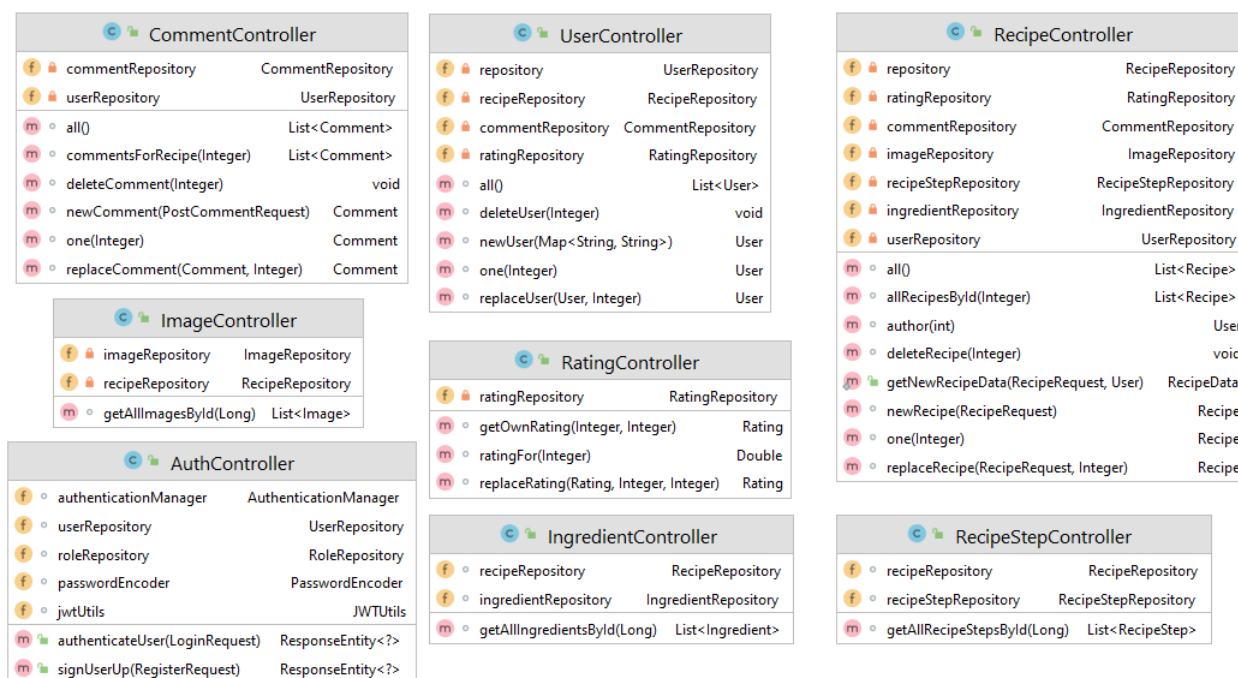 CommentController
commentRepository CommentRepository
userRepository UserRepository
all() List<Comment>
commentsForRecipe(Integer) List<Comment>
deleteComment(Integer) void
newComment(PostCommentRequest) Comment
one(Integer) Comment
replaceComment(Comment, Integer) Comment
ImageController
imageRepository ImageRepository
recipeRepository RecipeRepository
getAllImagesById(Long) List<Image>
AuthController
authenticationManager AuthenticationManager
userRepository UserRepository
roleRepository RoleRepository
passwordEncoder PasswordEncoder
jwtUtils JWTUtils
authenticateUser(LoginRequest) ResponseEntity<?>
signUserUp(RegisterRequest) ResponseEntity<?>
UserController
repository UserRepository
recipeRepository RecipeRepository
commentRepository CommentRepository
ratingRepository RatingRepository
all() List<User>
deleteUser(Integer) void
newUser(Map<String, String>) User
one(Integer) User
replaceUser(User, Integer) User
RatingController
ratingRepository RatingRepository
getOwnRating(Integer, Integer) Rating
ratingFor(Integer) Double
replaceRating(Rating, Integer, Integer) Rating
IngredientController
recipeRepository RecipeRepository
ingredientRepository IngredientRepository
getAllIngredientsById(Long) List<Ingredient>
RecipeController
repository RecipeRepository
ratingRepository RatingRepository
commentRepository CommentRepository
imageRepository ImageRepository
recipeStepRepository RecipeStepRepository
ingredientRepository IngredientRepository
userRepository UserRepository
all() List<Recipe>
allRecipesById(Integer) List<Recipe>
author(int) User
deleteRecipe(Integer) void
getNewRecipeData(RecipeRequest, User) RecipeData
newRecipe(RecipeRequest) Recipe
one(Integer) Recipe
replaceRecipe(RecipeRequest, Integer) Recipe
RecipeStepController
recipeRepository RecipeRepository
recipeStepRepository RecipeStepRepository
getAllRecipeStepsById(Long) List<RecipeStep>